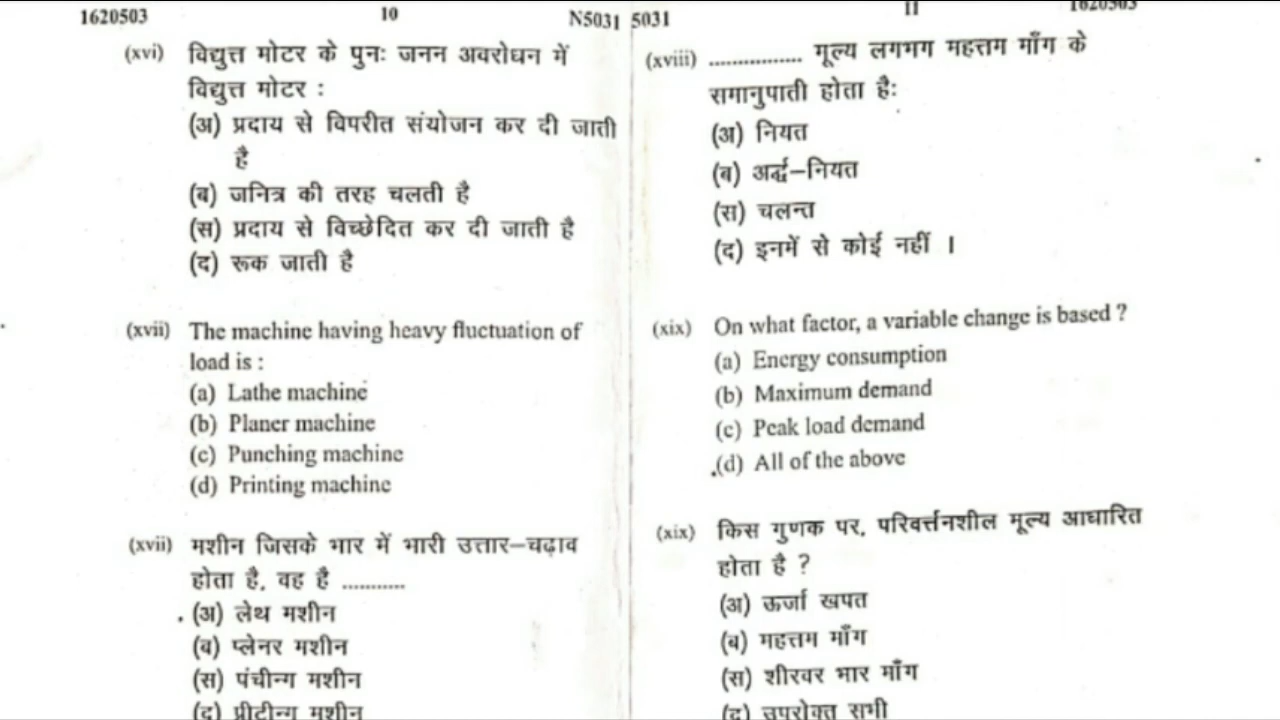 1620503 10 N5031
(xvi) विद्युत्त मोटर के पुनः जनन अवरोधन में
विद्युत्त मोटर :
(अ) प्रदाय से विपरीत संयोजन कर दी जाती
है
(ब) जनित्र की तरह चलती है
(स) प्रदाय से विच्छेदित कर दी जाती है
(द) रूक जाती है
(xvii) The machine having heavy fluctuation of
load is :
(a) Lathe machine
(b) Planer machine
(c) Punching machine
(d) Printing machine
(xvii) मशीन जिसके भार में भारी उत्तार-चढ़ाव
होता है, वह है ...........
(अ) लेथ मशीन
(ब) प्लेनर मशीन
(स) पंचीन्ग मशीन
(द) प्रीटीन्ग मशीन
5031 11 1620503
(xviii) ................ मूल्य लगभग महत्तम माँग के
समानुपाती होता हैः
(अ) नियत
(ब) अर्द्ध-नियत
(स) चलन्त
(द) इनमें से कोई नहीं ।
(xix) On what factor, a variable change is based ?
(a) Energy consumption
(b) Maximum demand
(c) Peak load demand
(d) All of the above
(xix) किस गुणक पर, परिवर्त्तनशील मूल्य आधारित
होता है ?
(अ) ऊर्जा खपत
(ब) महत्तम माँग
(स) शीरवर भार माँग
(द) उपरोक्त सभी